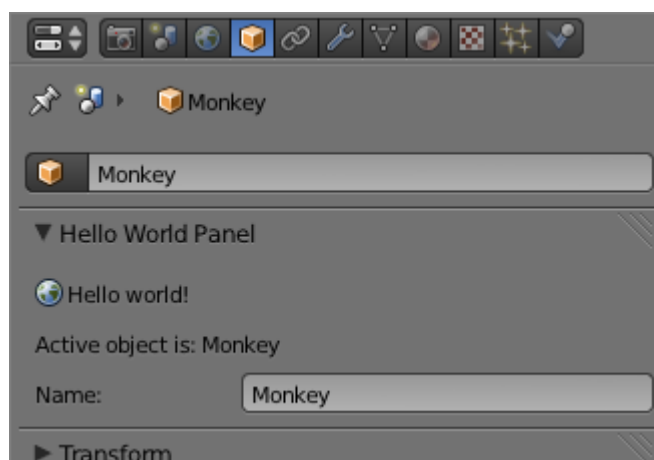 Monkey
Monkey
Hello World Panel
Hello world!
Active object is: Monkey
Name: Monkey
Transform